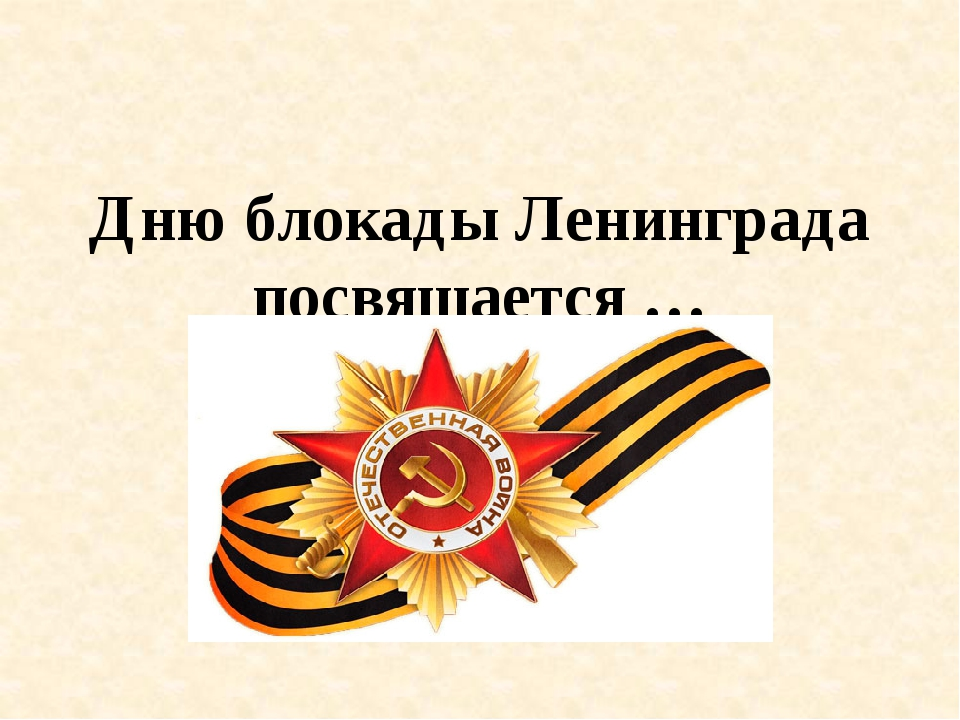 Дню блокады Ленинграда
посвящается …
ОТЕЧЕСТВЕННАЯ ВОЙНА